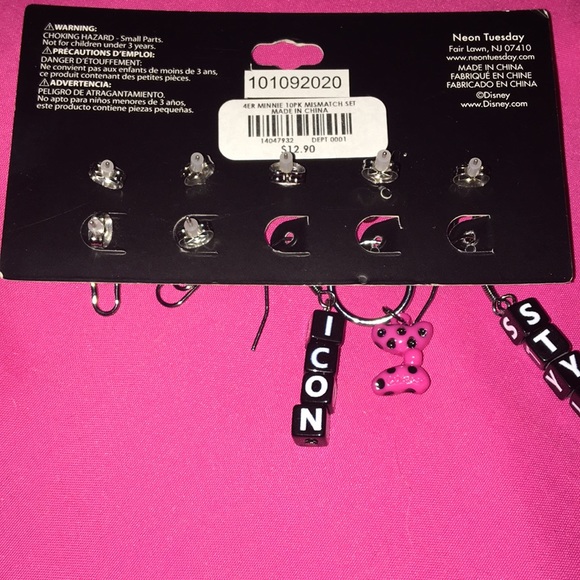 ⚠WARNING:
CHOKING HAZARD - Small Parts.
Not for children under 3 years.
⚠PRÉCAUTIONS D'EMPLOI:
DANGER D'ÉTOUFFEMENT:
Ne convient pas aux enfants de moins de 3 ans,
ce produit contenant des petites pièces.
⚠ADVERTENCIA:
PELIGRO DE ATRAGANTAMIENTO.
No apto para niños menores de 3 años,
este producto contiene piezas pequeñas.
101092020
4ER MINNIE 10PK MISMATCH SET
MADE IN CHINA
14047932 DEPT 0001
$12.90
Neon Tuesday
Fair Lawn, NJ 07410
www.neontuesday.com
MADE IN CHINA
FABRIQUÉ EN CHINE
FABRICADO EN CHINA
©Disney
www.Disney.com
ICON
STY